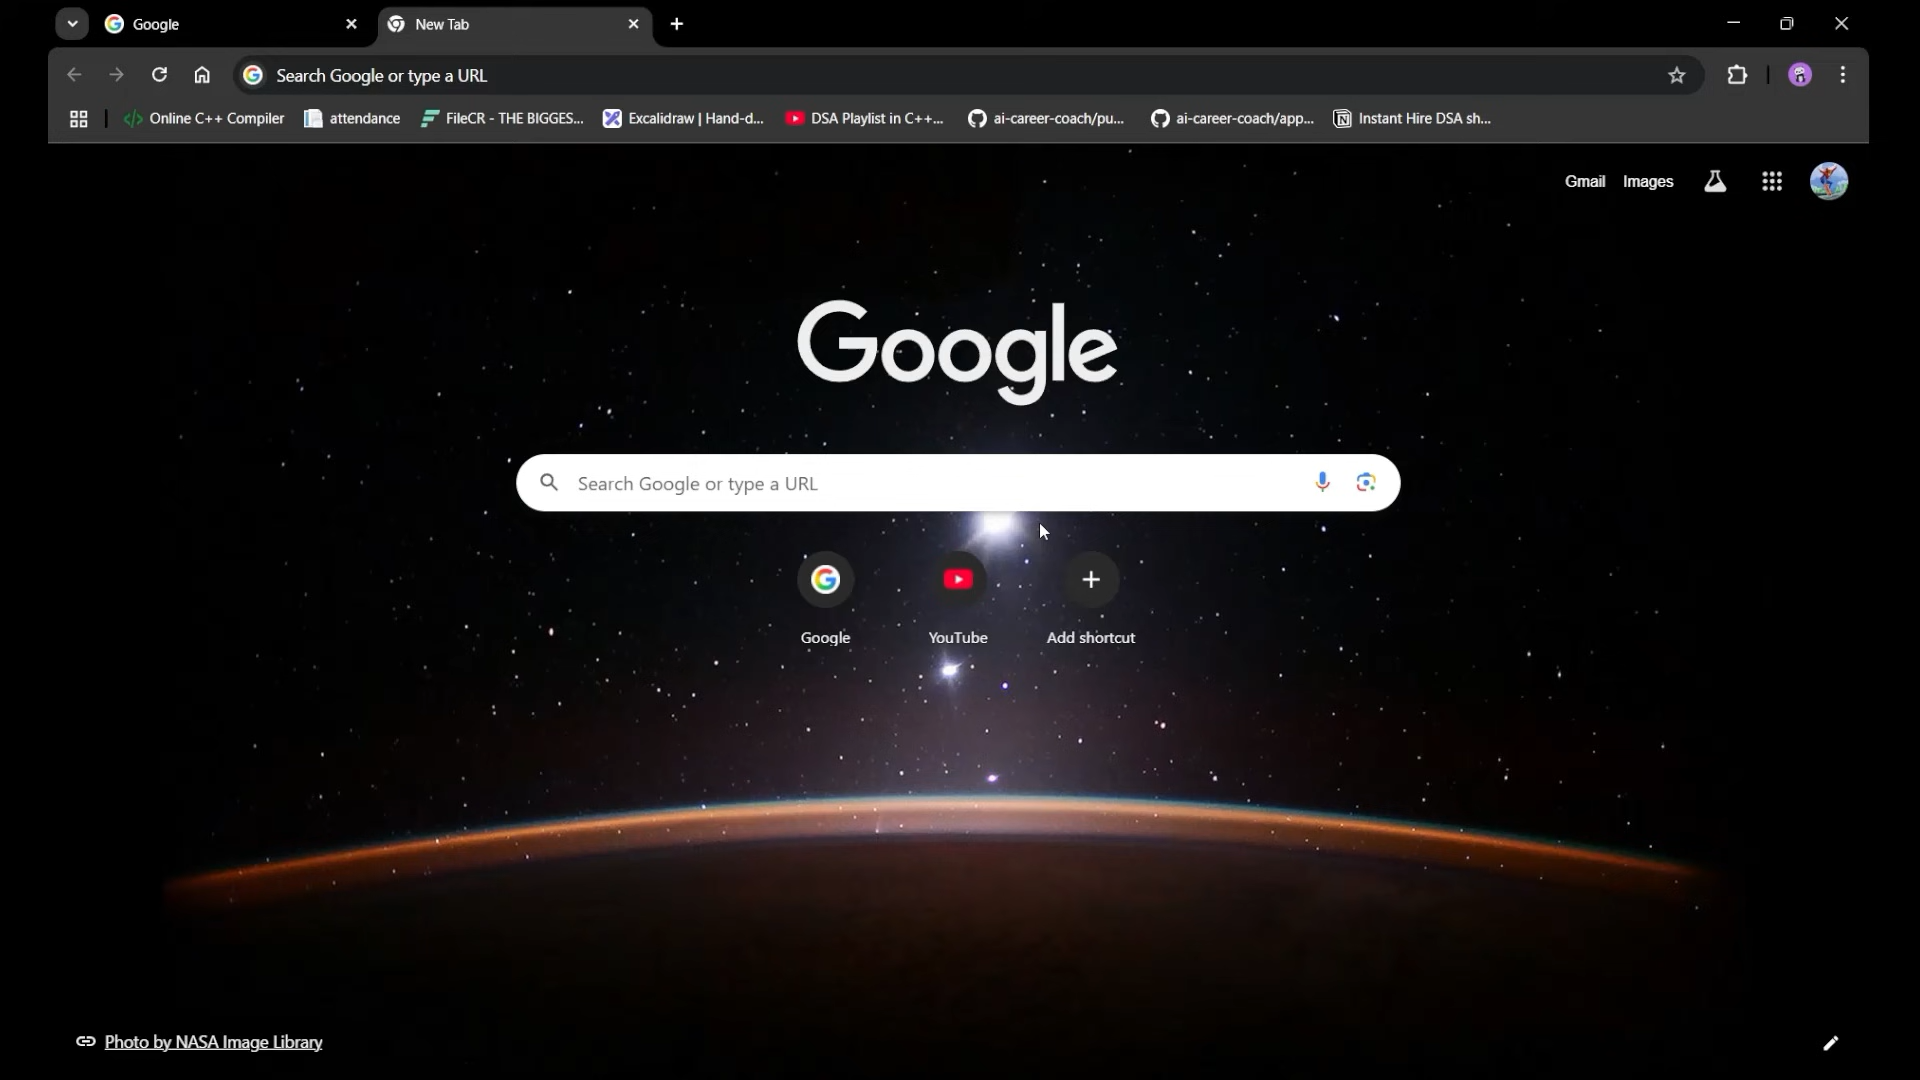 Google
New Tab
Search Google or type a URL
Online C++ Compiler
attendance
FileCR - THE BIGGES...
Excalidraw | Hand-d...
DSA Playlist in C++...
ai-career-coach/pu...
ai-career-coach/app...
Instant Hire DSA sh...
Gmail
Images
Google
Search Google or type a URL
Google
YouTube
Add shortcut
Photo by NASA Image Library